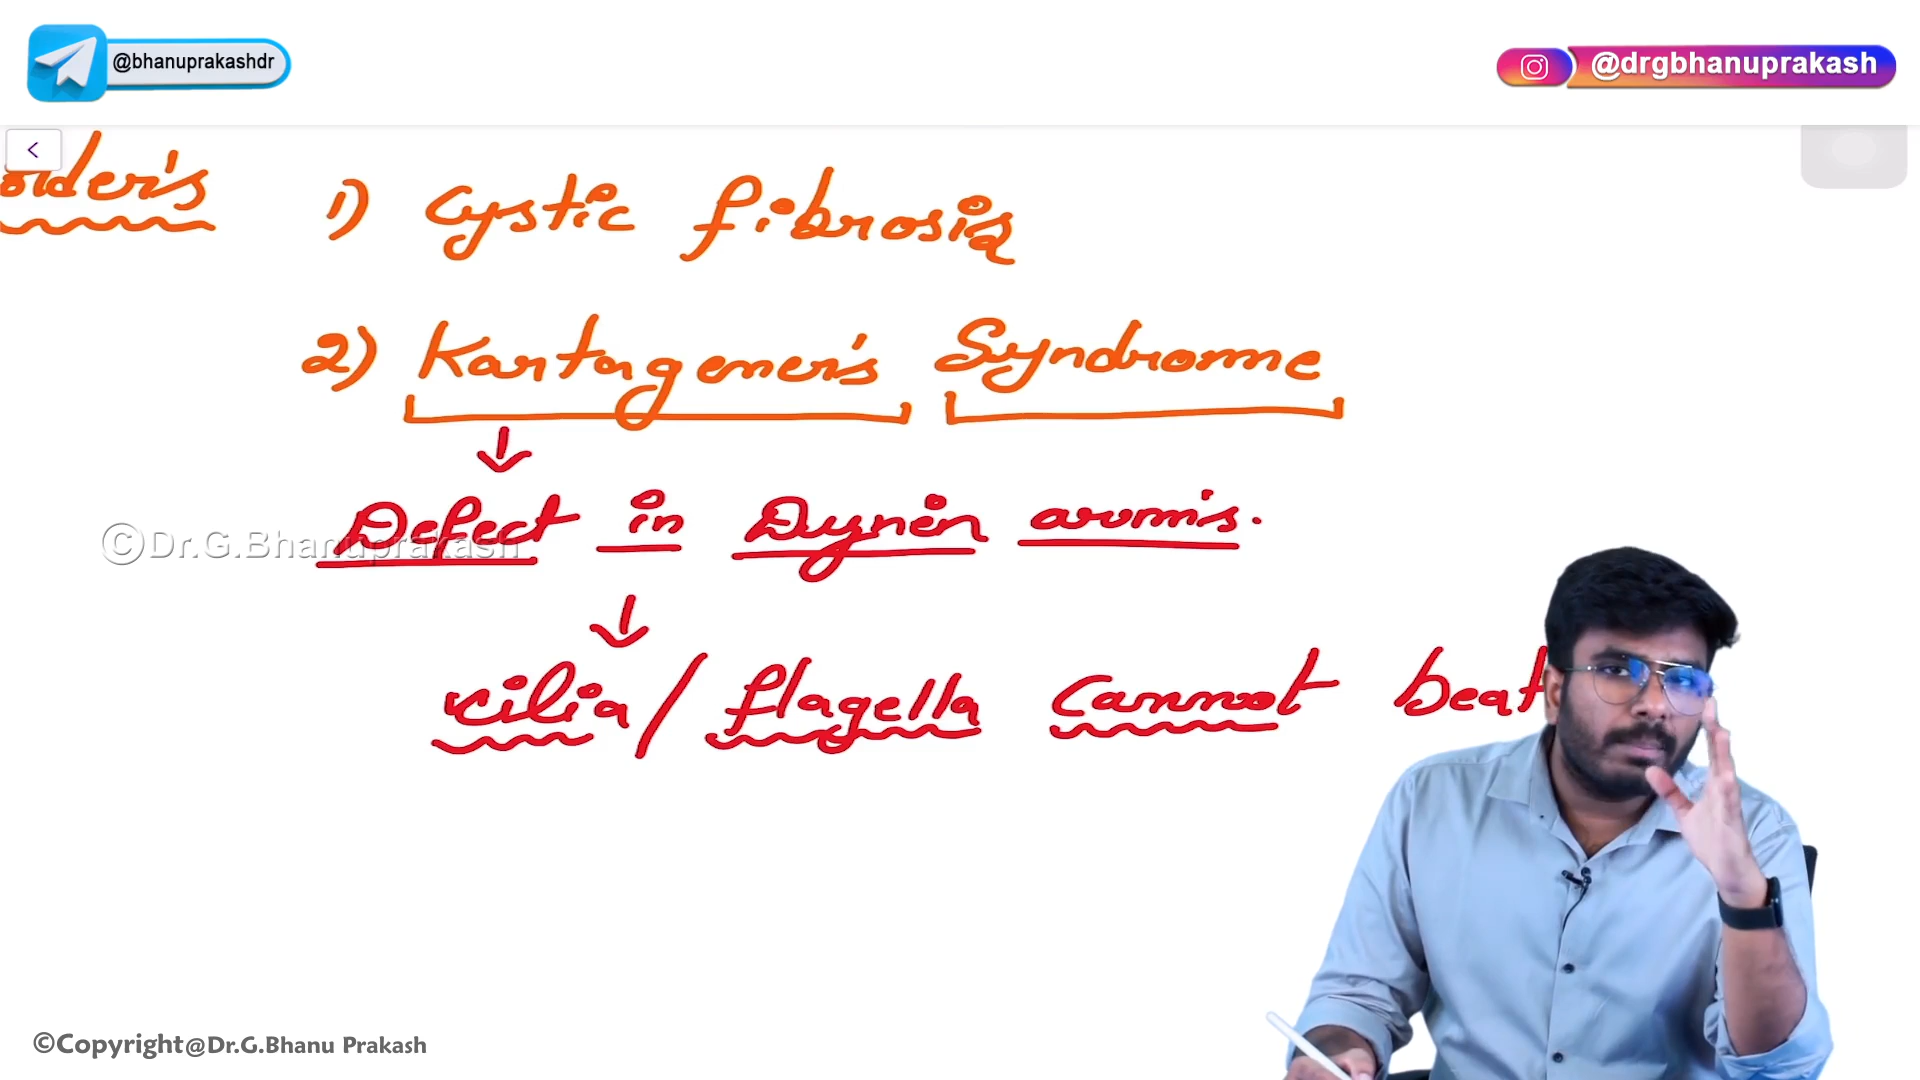 @bhanuprakashdr
@drgbhanuprakash
1) Cystic fibrosis
2) Kartagener's Syndrome
Defect in Dynein arms.
©Dr.G.Bhanuprakash
cilia/flagella cannot beat
©Copyright@Dr.G.Bhanu Prakash